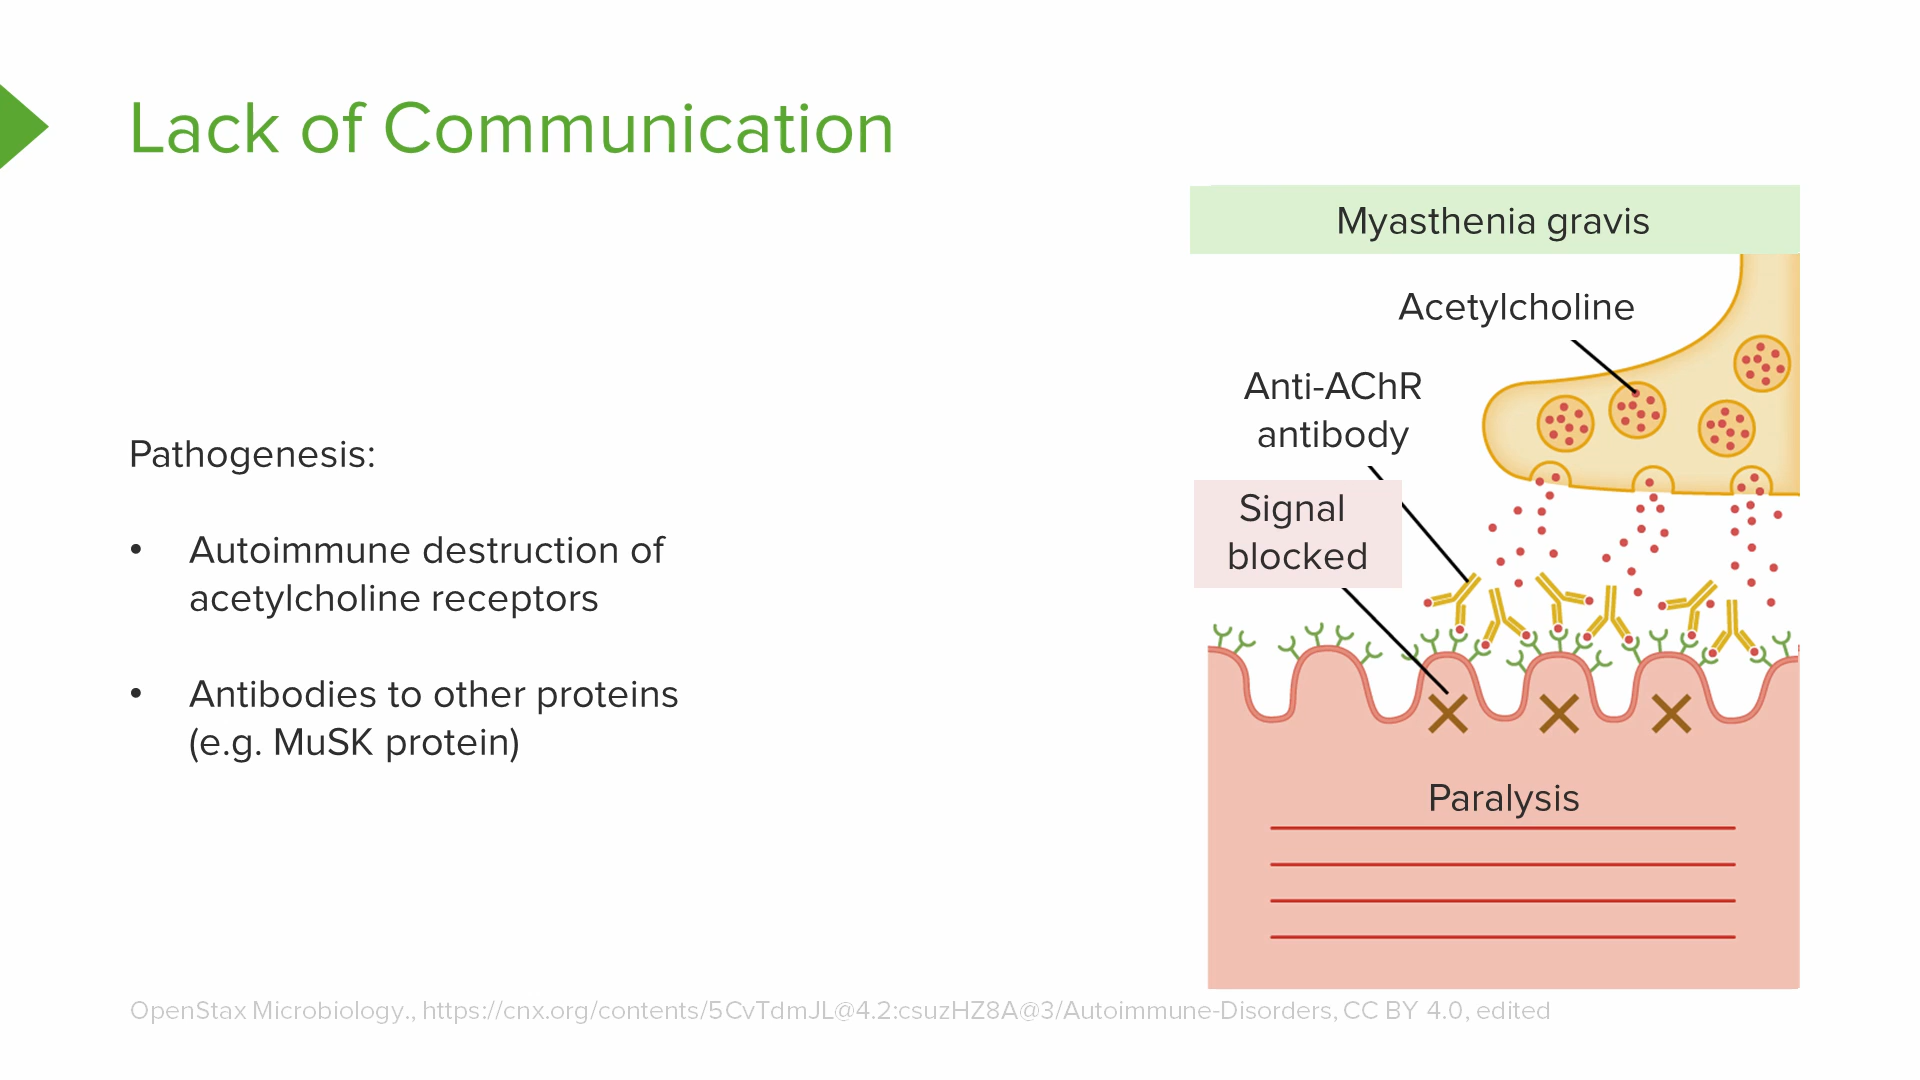 Lack of Communication
Myasthenia gravis
Acetylcholine
Anti-AChR
antibody
Signal
blocked
Pathogenesis:
• Autoimmune destruction of
acetylcholine receptors
• Antibodies to other proteins
(e.g. MuSK protein)
Paralysis
OpenStax Microbiology., https://cnx.org/contents/5CvTdmJL@4.2:csuzHZ8A@3/Autoimmune-Disorders, CC BY 4.0, edited